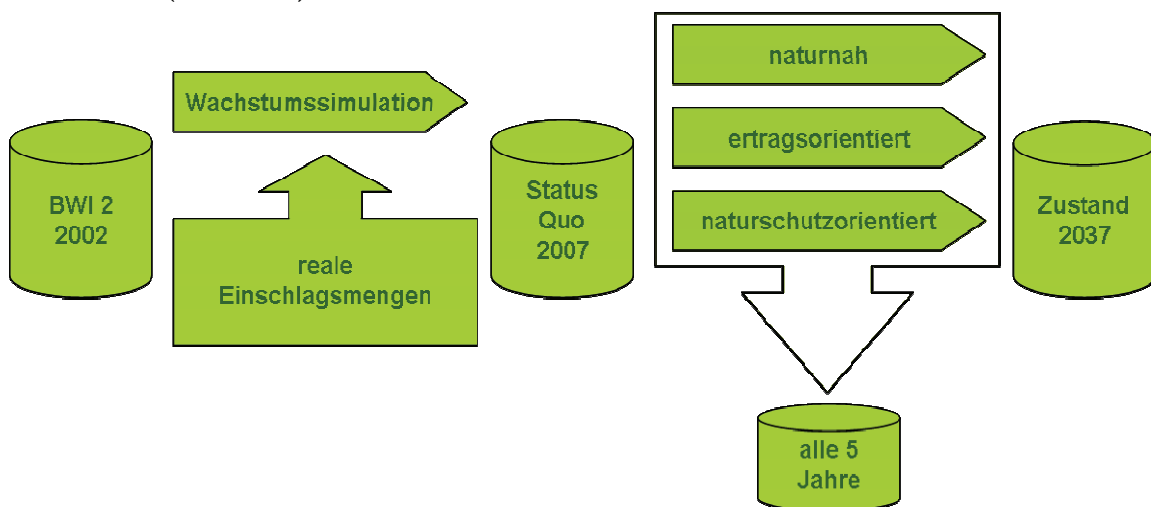 Wachstumssimulation
BWI 2
2002
reale
Einschlagsmengen
Status
Quo
2007
naturnah
ertragsorientiert
naturschutzorientiert
Zustand
2037
alle 5
Jahre